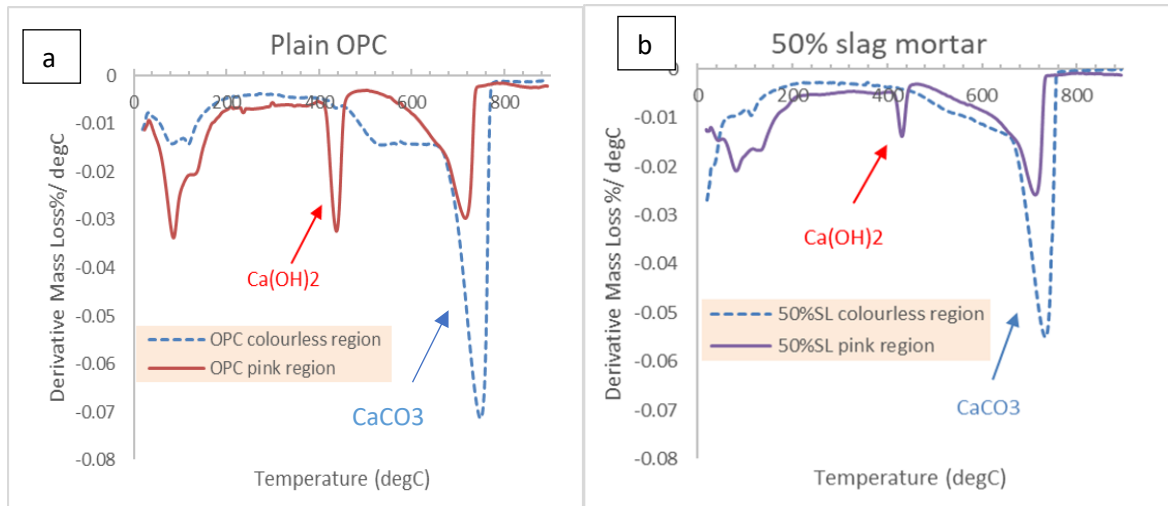 a
Plain OPC
0
0
200
400
600
800
-0.01
-0.02
-0.03
-0.04
-0.05
-0.06
-0.07
-0.08
Derivative Mass Loss%/ degC
Ca(OH)2
OPC colourless region
OPC pink region
CaCO3
Temperature (degC)
b
50% slag mortar
0
0
200
400
600
800
-0.01
-0.02
-0.03
-0.04
-0.05
-0.06
-0.07
-0.08
Derivative Mass Loss%/ degC
Ca(OH)2
50%SL colourless region
50%SL pink region
CaCO3
Temperature (degC)